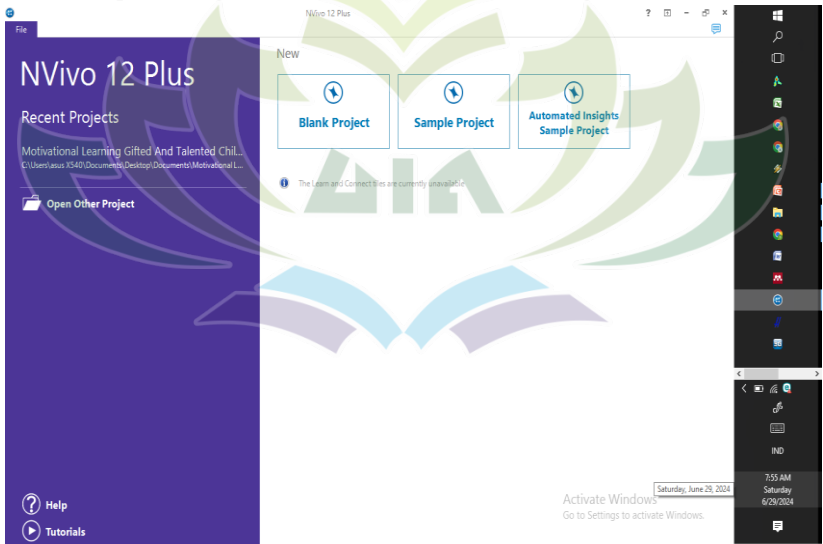 NVivo 12 Plus
File
NVivo 12 Plus
Recent Projects
Motivational Learning Gifted And Talented Chil...
C:\Users\asus X540\Documents\Desktop\Documents\Motivational L...
Open Other Project
Help
Tutorials
New
Blank Project
Sample Project
Automated Insights
Sample Project
The Learn and Connect tiles are currently unavailable
Activate Windows
Go to Settings to activate Windows.
Saturday, June 29, 2024
IND
7:55 AM
Saturday
6/29/2024